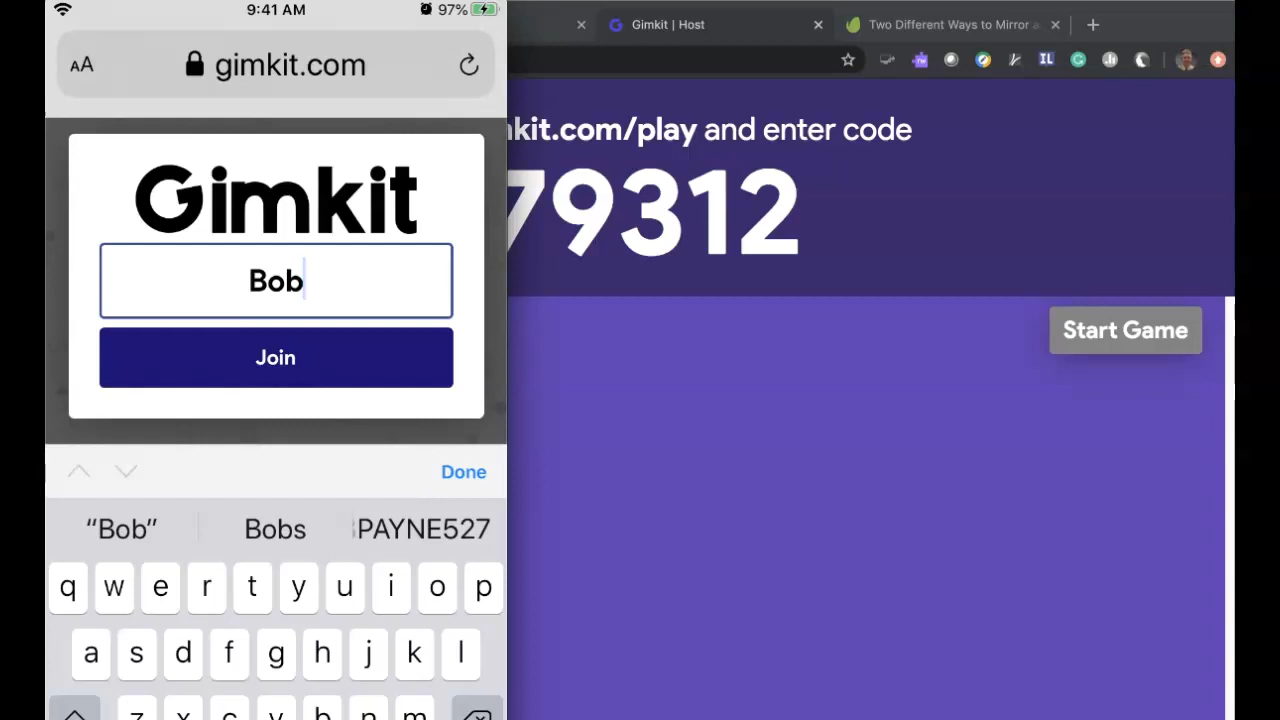 9:41 AM
97%
AA
gimkit.com
Gimkit
Bob
Join
Done
“Bob”
Bobs
PAYNE527
q w e r t y u i o p
a s d f g h j k l
z x c v b n m
Gimkit | Host
Two Different Ways to Mirror a
IL
kit.com/play and enter code
79312
Start Game